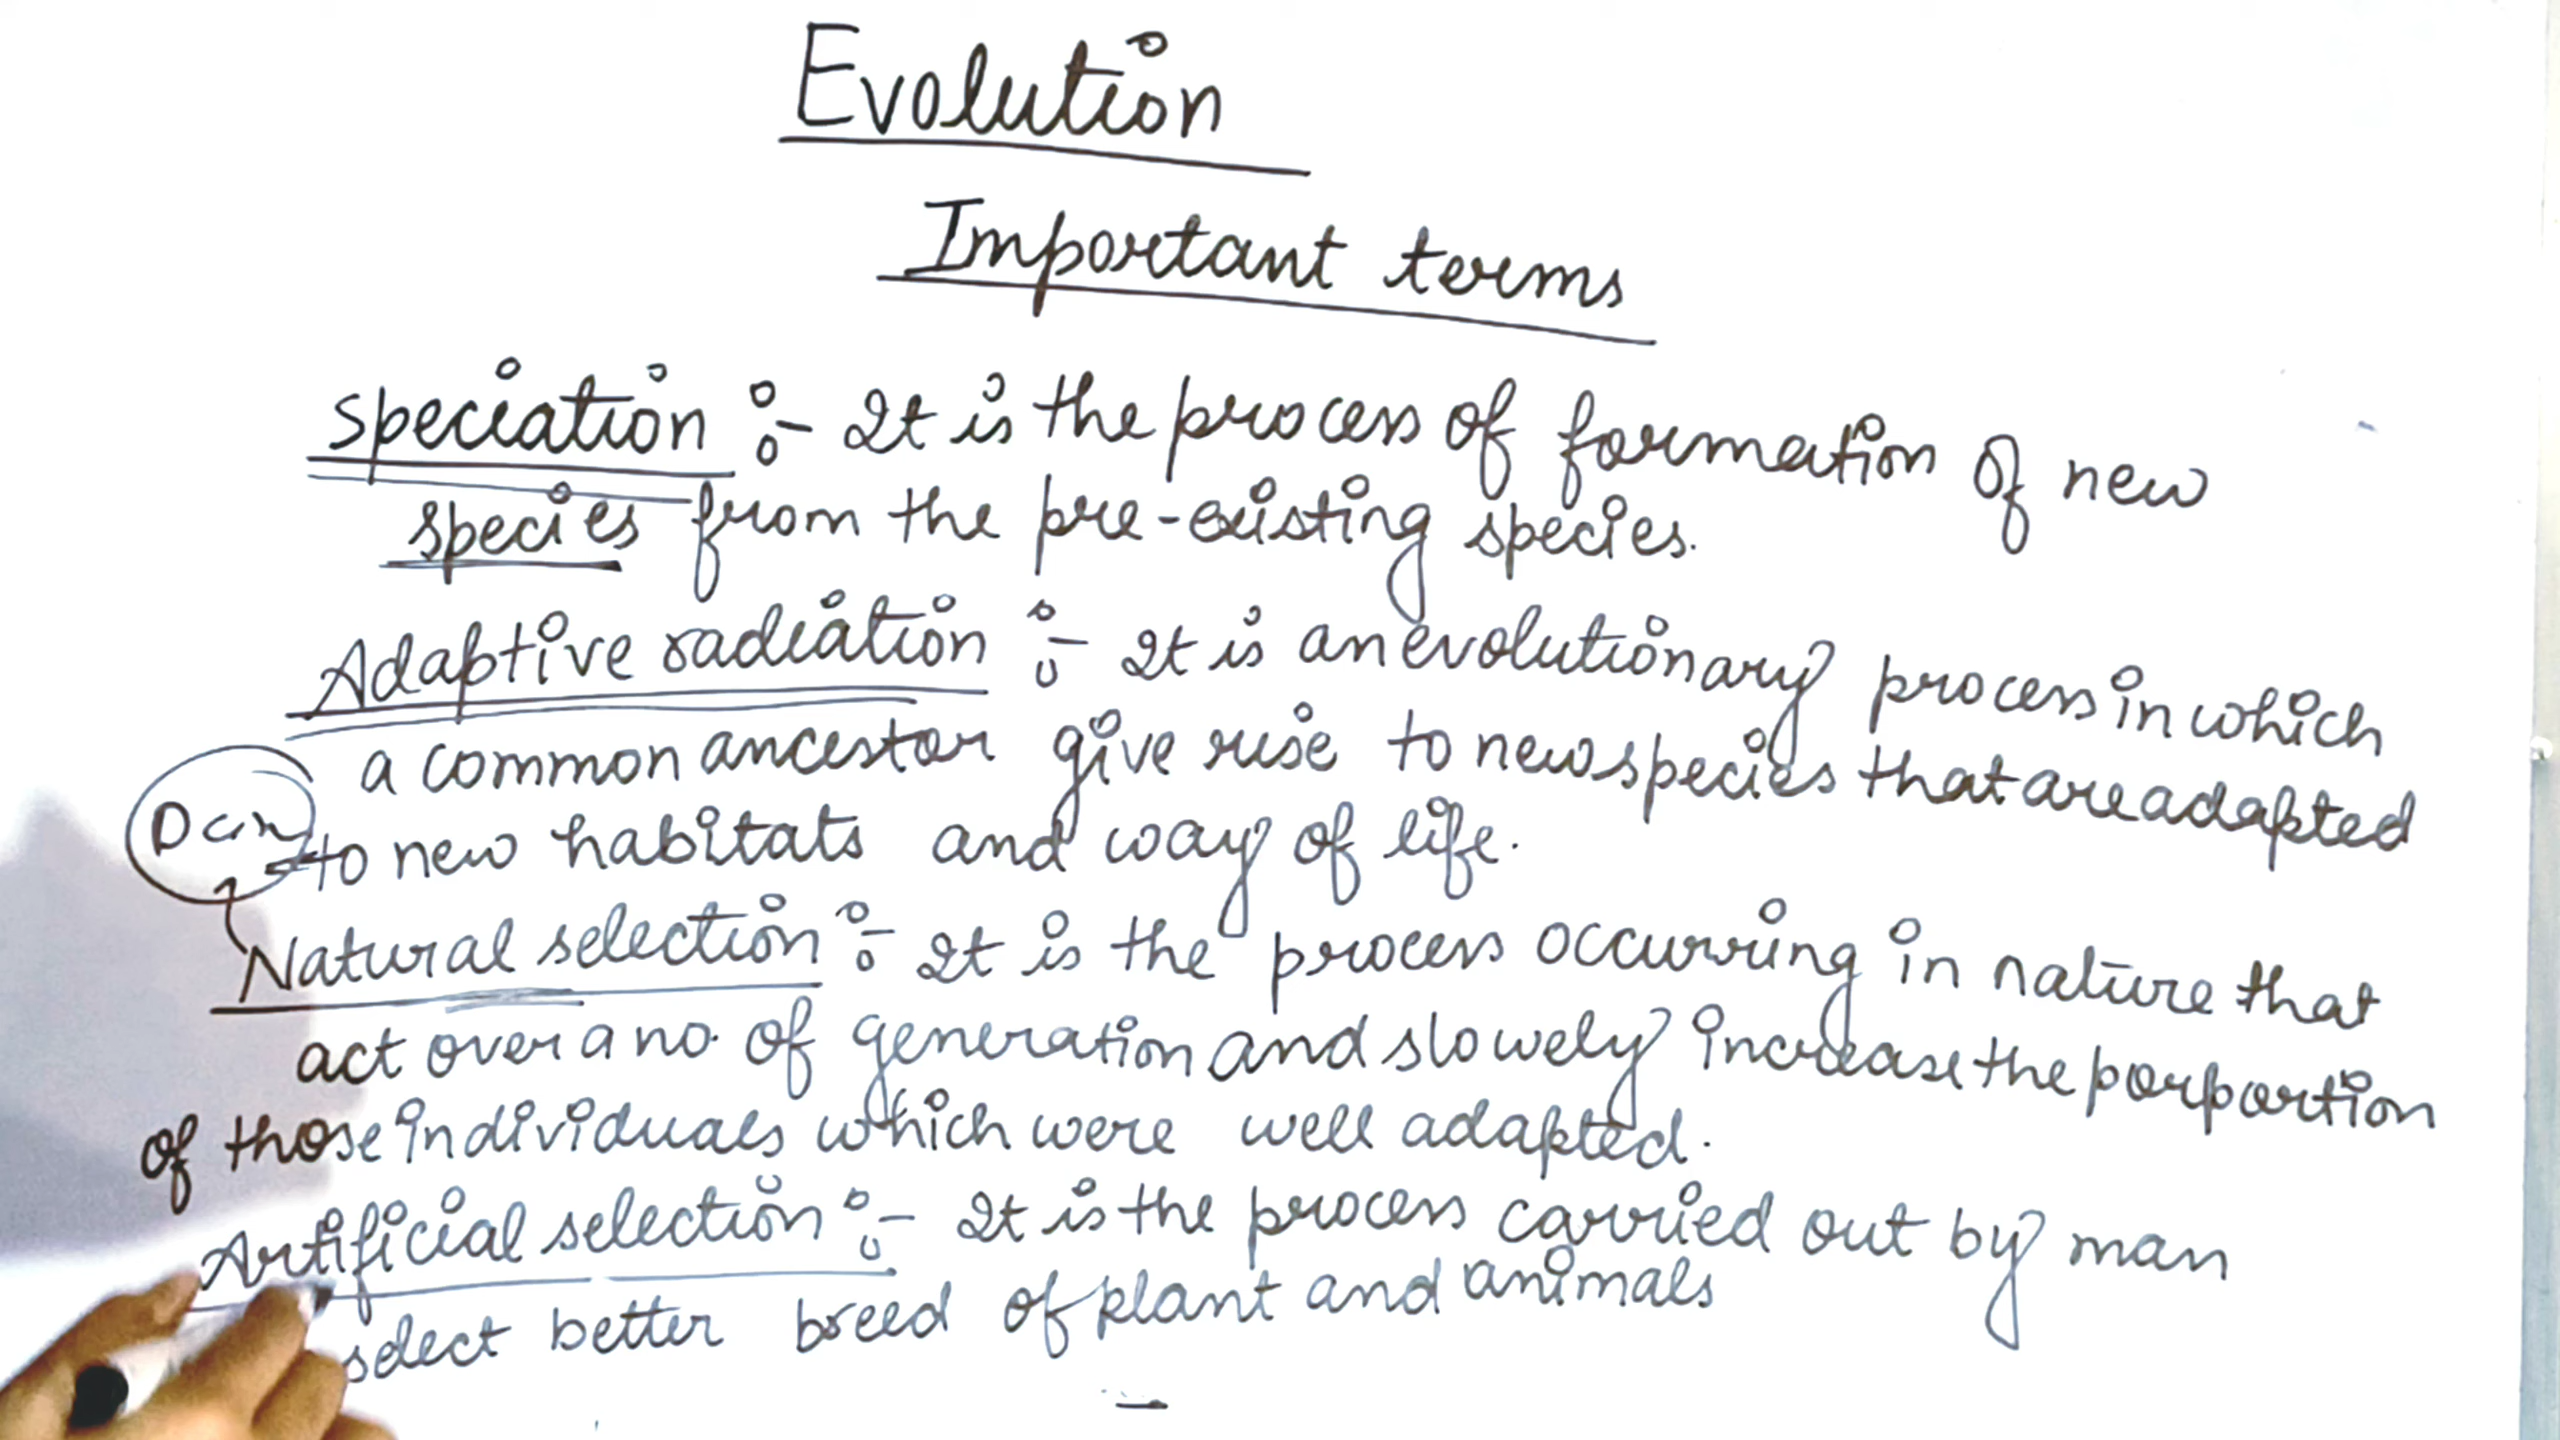 Evolution
Important terms
Speciation :- It is the process of formation of new
species from the pre-existing species.
Adaptive radiation :- It is an evolutionary process in which
a common ancestor give rise to new species that are adapted
to new habitats and way of life.
Natural selection :- It is the process occurring in nature that
act over a no. of generation and slowely increase the porportion
of those individuals which were well adapted.
Artificial selection :- It is the process carried out by man
select better breed of plant and animals